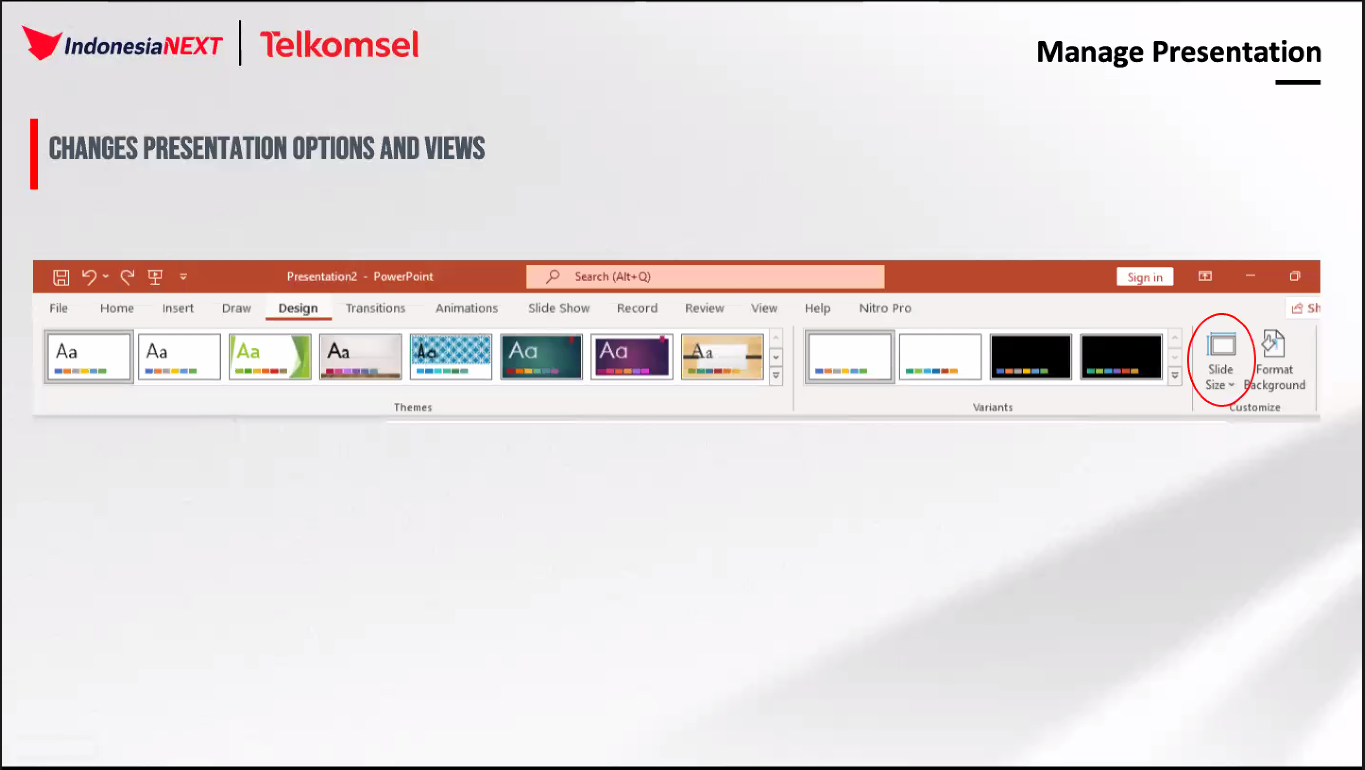 IndonesiaNEXT
Telkomsel
Manage Presentation
CHANGES PRESENTATION OPTIONS AND VIEWS
Presentation2 - PowerPoint
Search (Alt+Q)
Sign in
File Home Insert Draw Design Transitions Animations Slide Show Record Review View Help Nitro Pro Sh
Aa Aa Aa Aa Aa Aa Aa Aa
Slide
Size
Format
Background
Themes
Variants
Customize